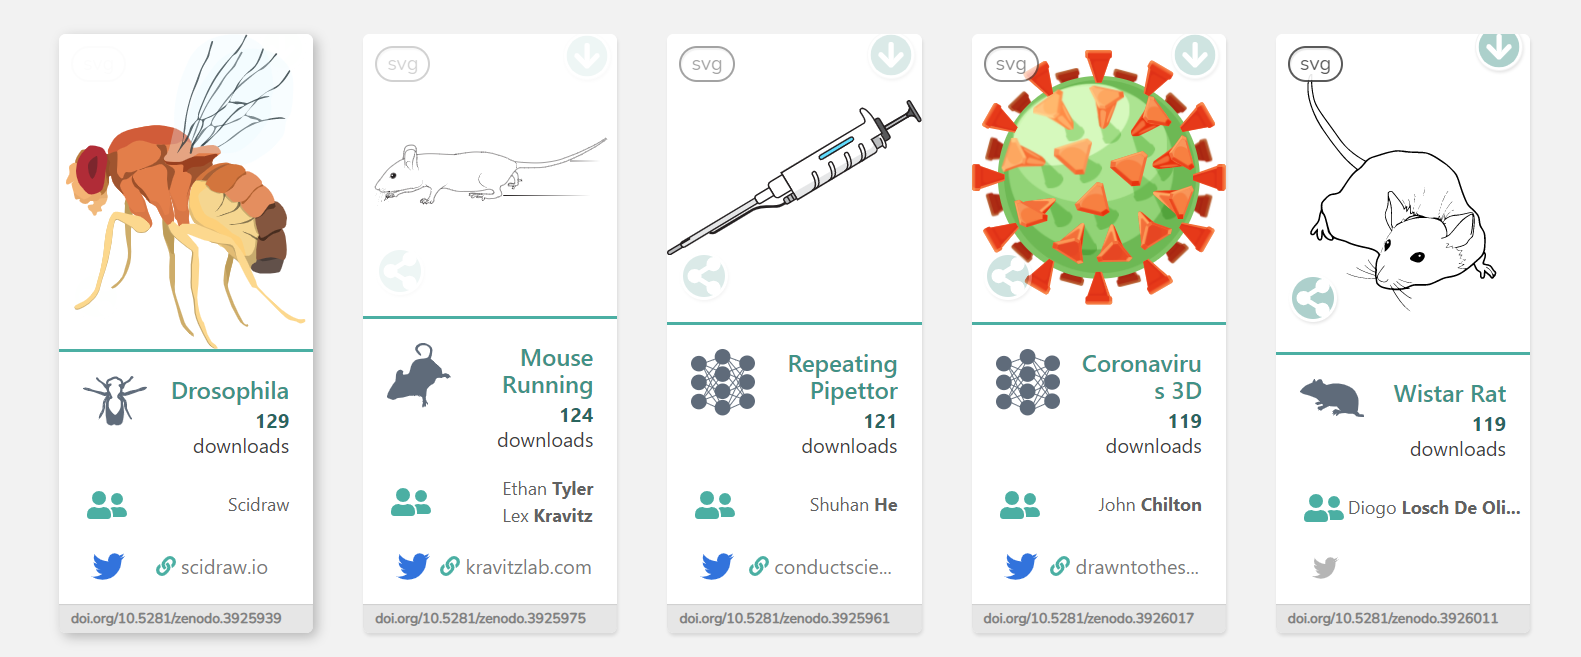 svg
Drosophila
129
downloads
Scidraw
scidraw.io
doi.org/10.5281/zenodo.3925939
svg
Mouse
Running
124
downloads
Ethan Tyler
Lex Kravitz
kravitzlab.com
doi.org/10.5281/zenodo.3925975
svg
Repeating
Pipettor
121
downloads
Shuhan He
conductscie...
doi.org/10.5281/zenodo.3925961
svg
Coronaviru
s 3D
119
downloads
John Chilton
drawntothes...
doi.org/10.5281/zenodo.3926017
svg
Wistar Rat
119
downloads
Diogo Losch De Oli...
doi.org/10.5281/zenodo.3926011